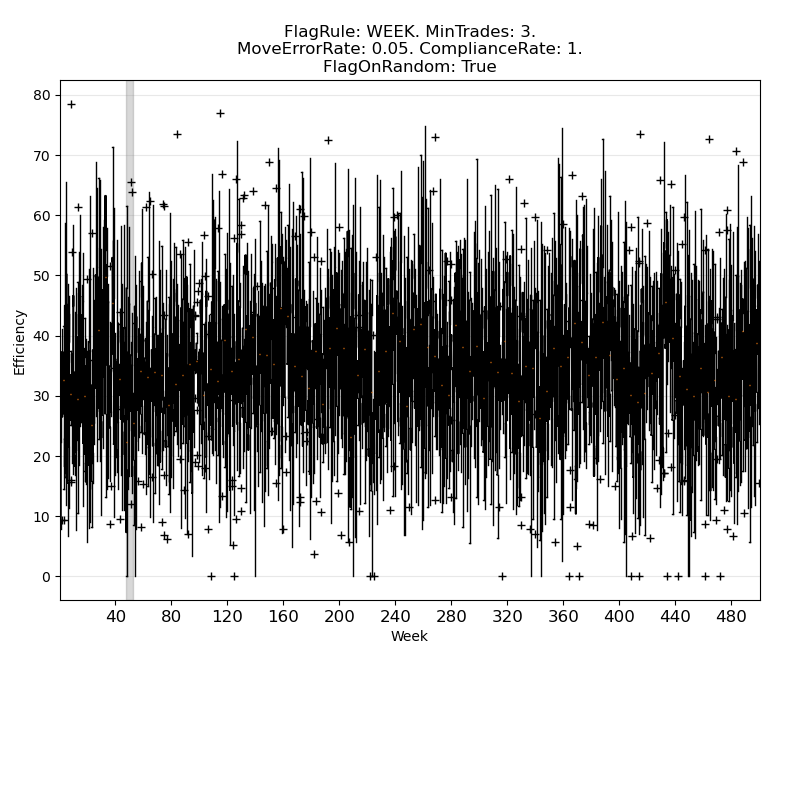 FlagRule: WEEK. MinTrades: 3.
MoveErrorRate: 0.05. ComplianceRate: 1.
FlagOnRandom: True
80
70
60
50
40
30
20
10
0
Efficiency
40 80 120 160 200 240 280 320 360 400 440 480
Week